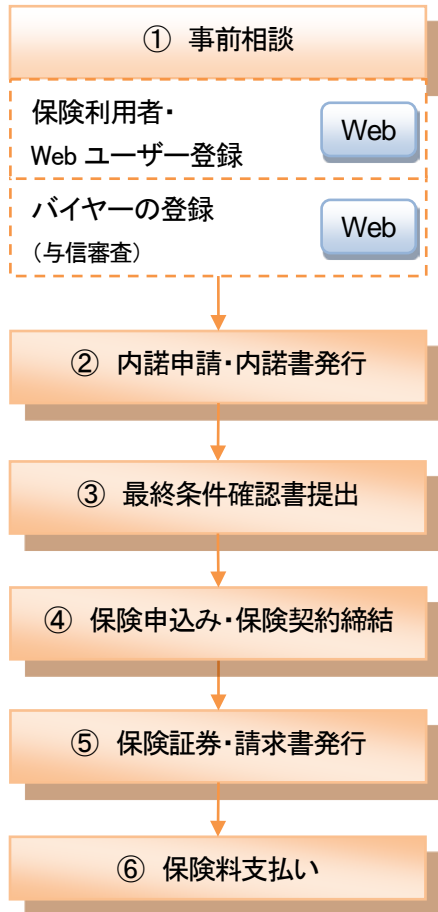 ① 事前相談
保険利用者・
Web ユーザー登録
Web
バイヤーの登録
(与信審査)
Web
② 内諾申請・内諾書発行
③ 最終条件確認書提出
④ 保険申込み・保険契約締結
⑤ 保険証券・請求書発行
⑥ 保険料支払い